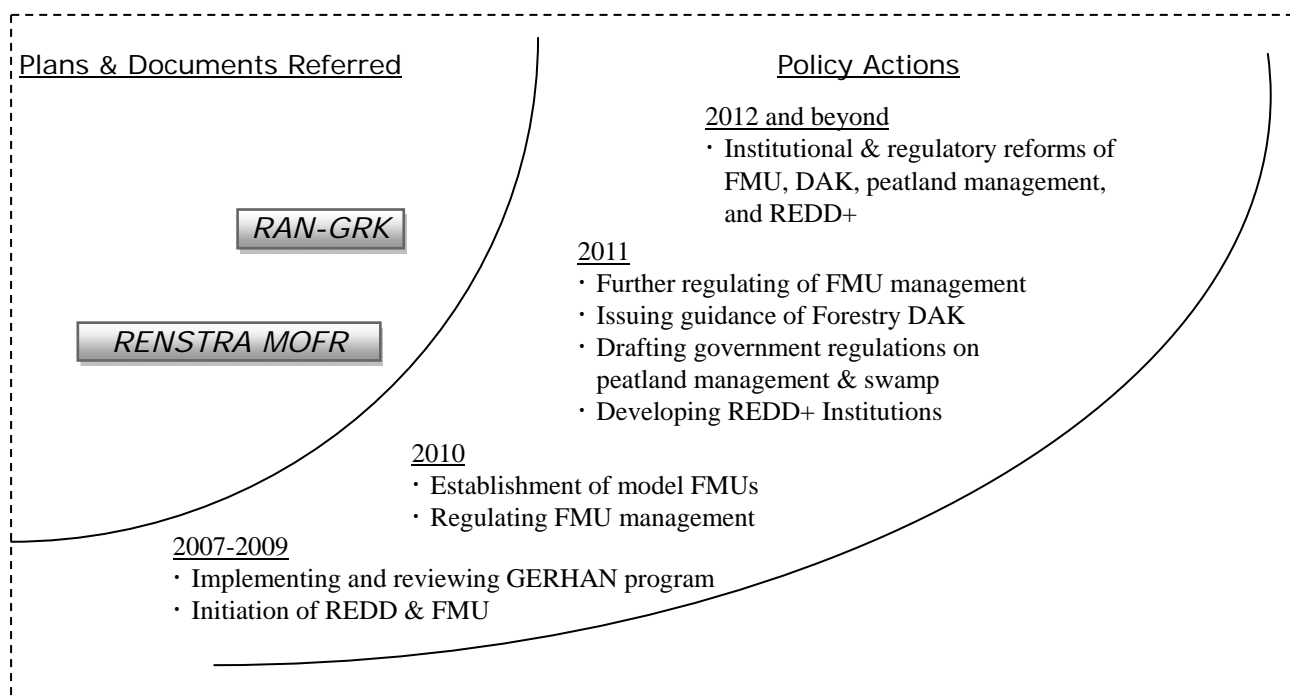 Plans & Documents Referred
RAN-GRK
RENSTRA MOFR
Policy Actions
2012 and beyond
・Institutional & regulatory reforms of
FMU, DAK, peatland management,
and REDD+
2011
・Further regulating of FMU management
・Issuing guidance of Forestry DAK
・Drafting government regulations on
peatland management & swamp
・Developing REDD+ Institutions
2010
・Establishment of model FMUs
・Regulating FMU management
2007-2009
・Implementing and reviewing GERHAN program
・Initiation of REDD & FMU